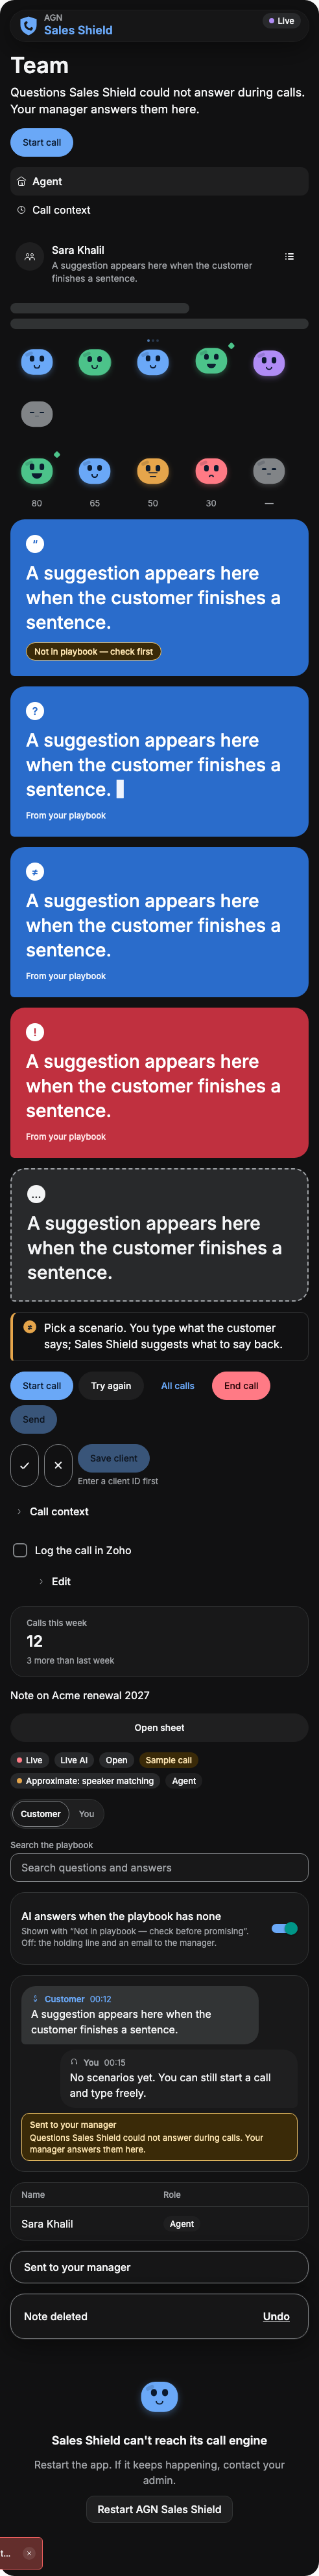 AGN
Sales Shield
Live
Team
Questions Sales Shield could not answer during calls.
Your manager answers them here.
Start call
Agent
Call context
Sara Khalil
A suggestion appears here when the customer
finishes a sentence.
80 65 50 30 —
"
A suggestion appears here
when the customer finishes a
sentence.
Not in playbook — check first
?
A suggestion appears here
when the customer finishes a
sentence.
From your playbook
≠
A suggestion appears here
when the customer finishes a
sentence.
From your playbook
!
A suggestion appears here
when the customer finishes a
sentence.
From your playbook
...
A suggestion appears here
when the customer finishes a
sentence.
≠
Pick a scenario. You type what the customer
says; Sales Shield suggests what to say back.
Start call Try again All calls End call
Send
Save client
Enter a client ID first
Call context
Log the call in Zoho
Edit
Calls this week
12
3 more than last week
Note on Acme renewal 2027
Open sheet
Live Live AI Open Sample call
Approximate: speaker matching Agent
Customer You
Search the playbook
Search questions and answers
AI answers when the playbook has none
Shown with "Not in playbook — check before promising".
Off: the holding line and an email to the manager.
Customer 00:12
A suggestion appears here when the
customer finishes a sentence.
You 00:15
No scenarios yet. You can still start a call
and type freely.
Sent to your manager
Questions Sales Shield could not answer during calls. Your
manager answers them here.
Name Role
Sara Khalil Agent
Sent to your manager
Note deleted Undo
Sales Shield can't reach its call engine
Restart the app. If it keeps happening, contact your
admin.
Restart AGN Sales Shield
t...